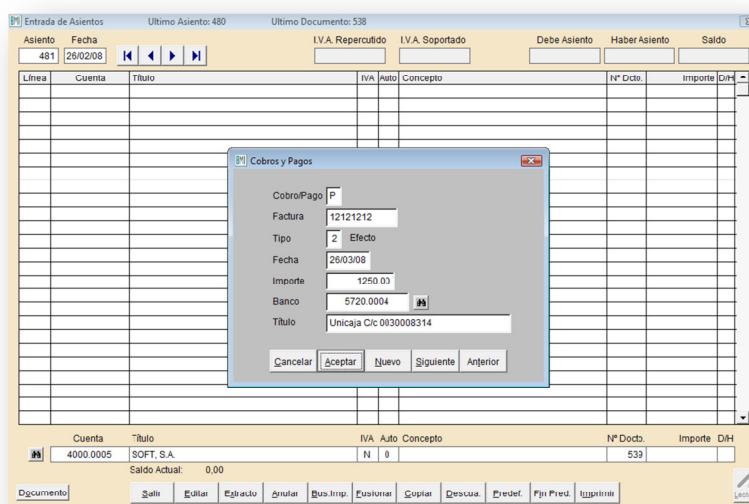 Entrada de Asientos Ultimo Asiento: 480 Ultimo Documento: 538
Asiento Fecha I.V.A. Repercutido I.V.A. Soportado Debe Asiento Haber Asiento Saldo
481 26/02/08
Línea Cuenta Título IVA Auto Concepto Nº Dcto. Importe D/H
Cobros y Pagos
Cobro/Pago P
Factura 12121212
Tipo 2 Efecto
Fecha 26/03/08
Importe 1250.00
Banco 5720.0004
Título Unicaja C/c 0030008314
Cancelar Aceptar Nuevo Siguiente Anterior
Cuenta Título IVA Auto Concepto Nº Docto. Importe D/H
4000.0005 SOFT, S.A. N 0 539
Saldo Actual: 0,00
Documento Salir Editar Extracto Anular Bus.Imp. Fusionar Copiar Descua. Predef. Fin Pred. Imprimir